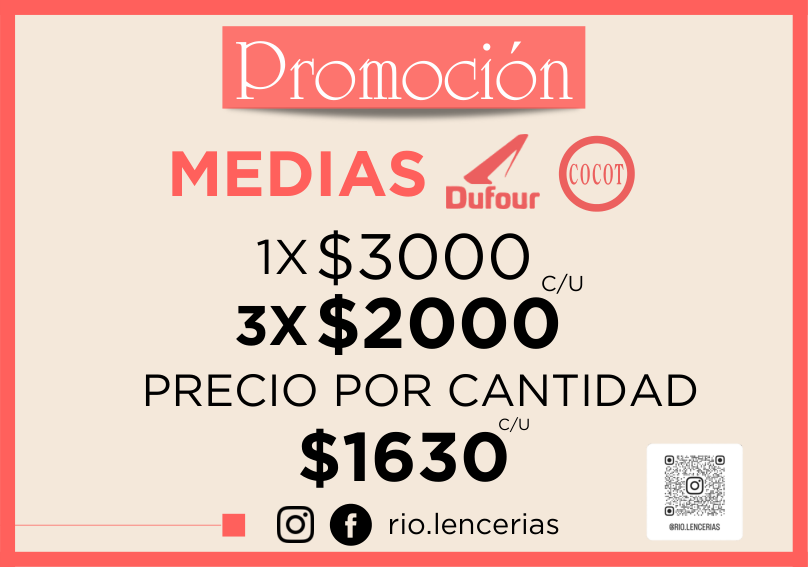 Promoción
MEDIAS Dufour COCOT
1X $3000
3X $2000 C/U
PRECIO POR CANTIDAD
$1630 C/U
rio.lencerias
@RIO.LENCERIAS